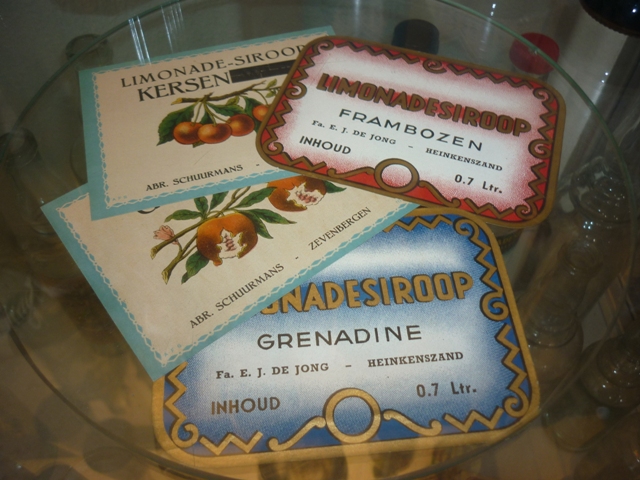 LIMONADE-SIROOP
KERSEN
ABR. SCHUURMANS -
LIMONADESIROOP
FRAMBOZEN
Fa. E. J. DE JONG - HEINKENSZAND
INHOUD 0.7 Ltr.
ABR. SCHUURMANS - ZEVENBERGEN
ONADESIROOP
GRENADINE
Fa. E. J. DE JONG - HEINKENSZAND
INHOUD 0.7 Ltr.